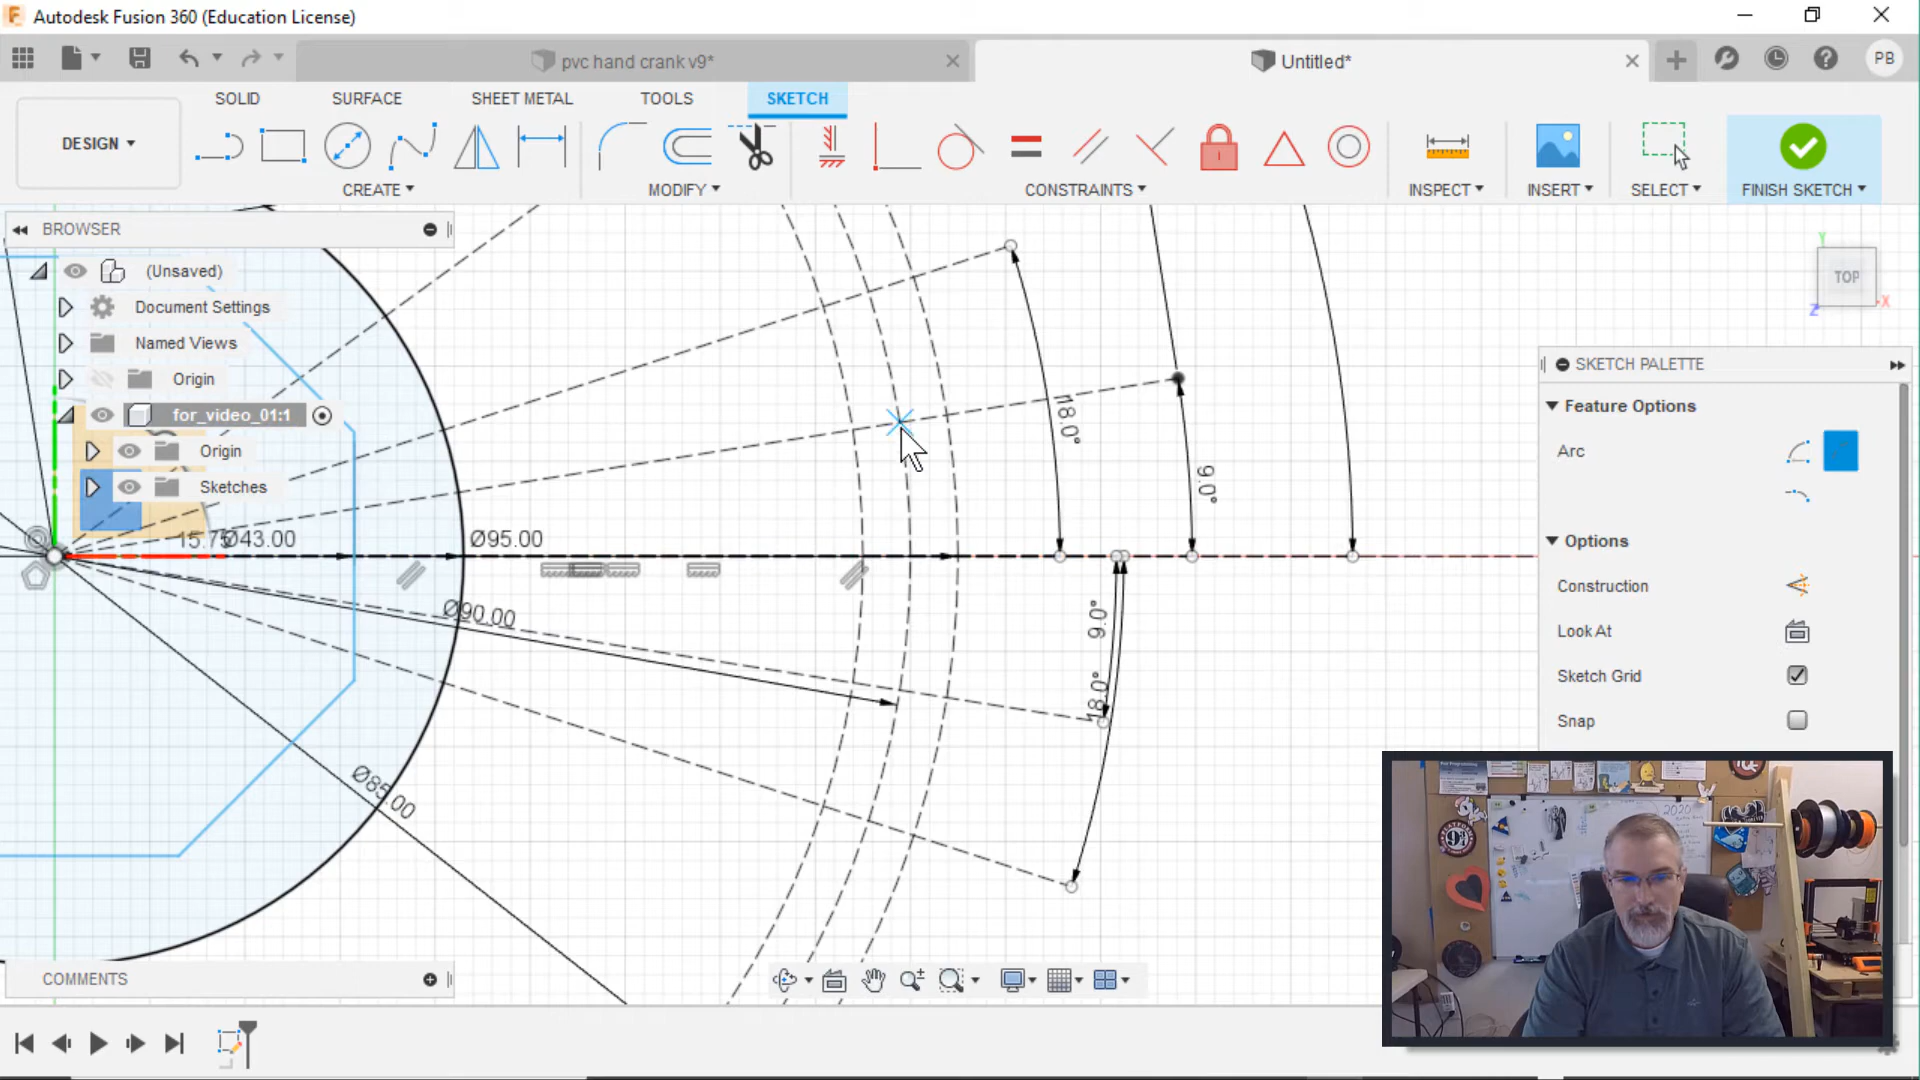 Autodesk Fusion 360 (Education License)
pvc hand crank v9*
Untitled*
PB
SOLID
SURFACE
SHEET METAL
TOOLS
SKETCH
DESIGN
CREATE
MODIFY
CONSTRAINTS
INSPECT
INSERT
SELECT
FINISH SKETCH
BROWSER
(Unsaved)
Document Settings
Named Views
Origin
for_video_01:1
Origin
Sketches
TOP
Y
X
Z
18.0°
9.0°
15.75
Ø43.00
Ø95.00
Ø90.00
9.0°
18.0°
Ø85.00
SKETCH PALETTE
Feature Options
Arc
Options
Construction
Look At
Sketch Grid
Snap
2020
9¾
COMMENTS